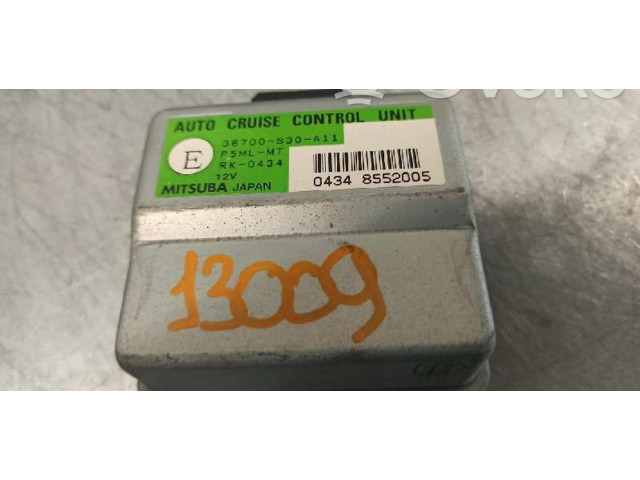 AUTO CRUISE CONTROL UNIT
E
36700-S30-A11
P5ML-MT
RK-0434
12V
MITSUBA JAPAN
0434 8552005
13009